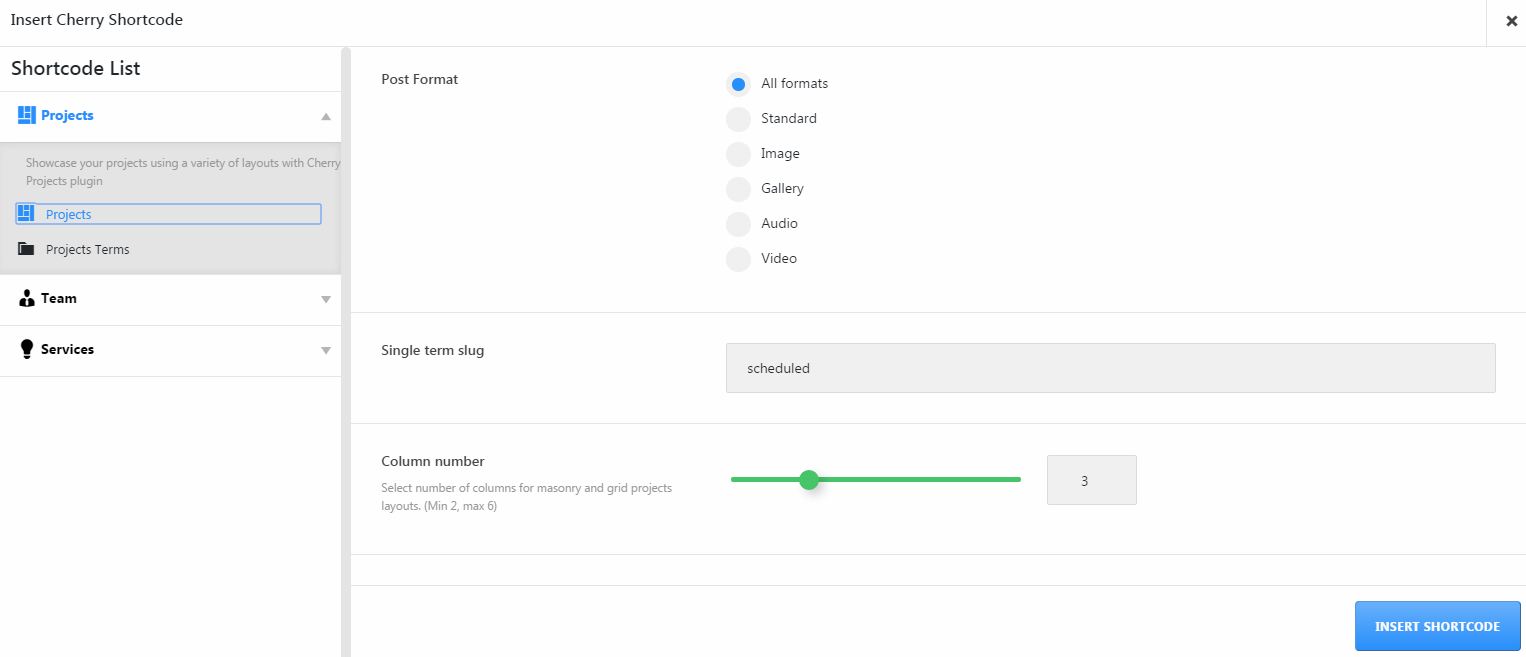 Insert Cherry Shortcode
Shortcode List
Projects
Showcase your projects using a variety of layouts with Cherry
Projects plugin
Projects
Projects Terms
Team
Services
Post Format
All formats
Standard
Image
Gallery
Audio
Video
Single term slug
scheduled
Column number
Select number of columns for masonry and grid projects
layouts. (Min 2, max 6)
3
INSERT SHORTCODE